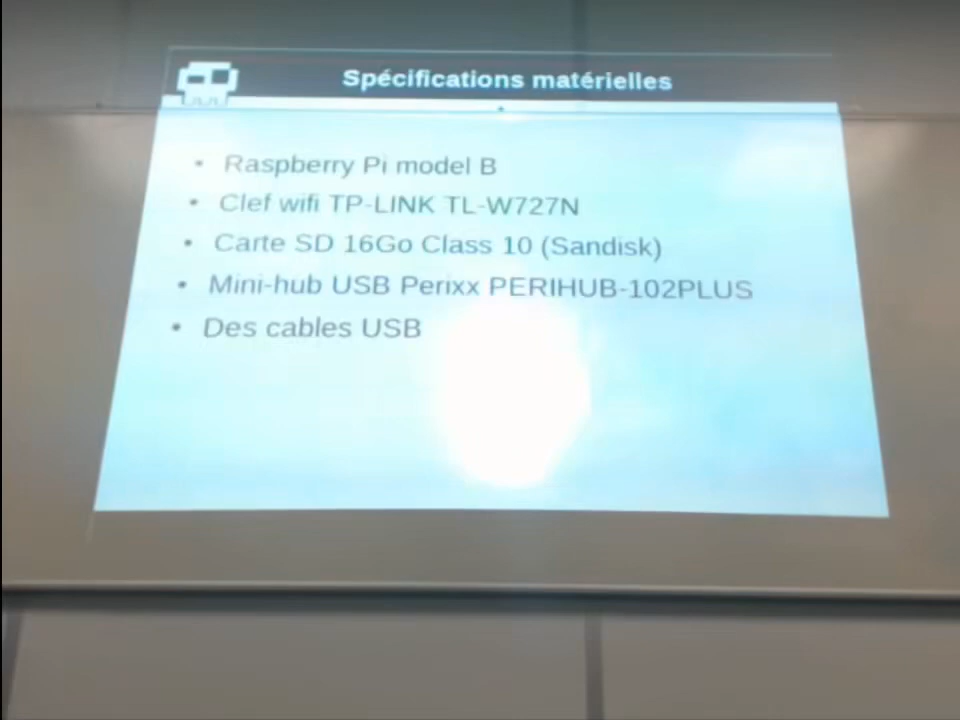 Spécifications matérielles
• Raspberry Pi model B
• Clef wifi TP-LINK TL-W727N
• Carte SD 16Go Class 10 (Sandisk)
• Mini-hub USB Perixx PERIHUB-102PLUS
• Des cables USB